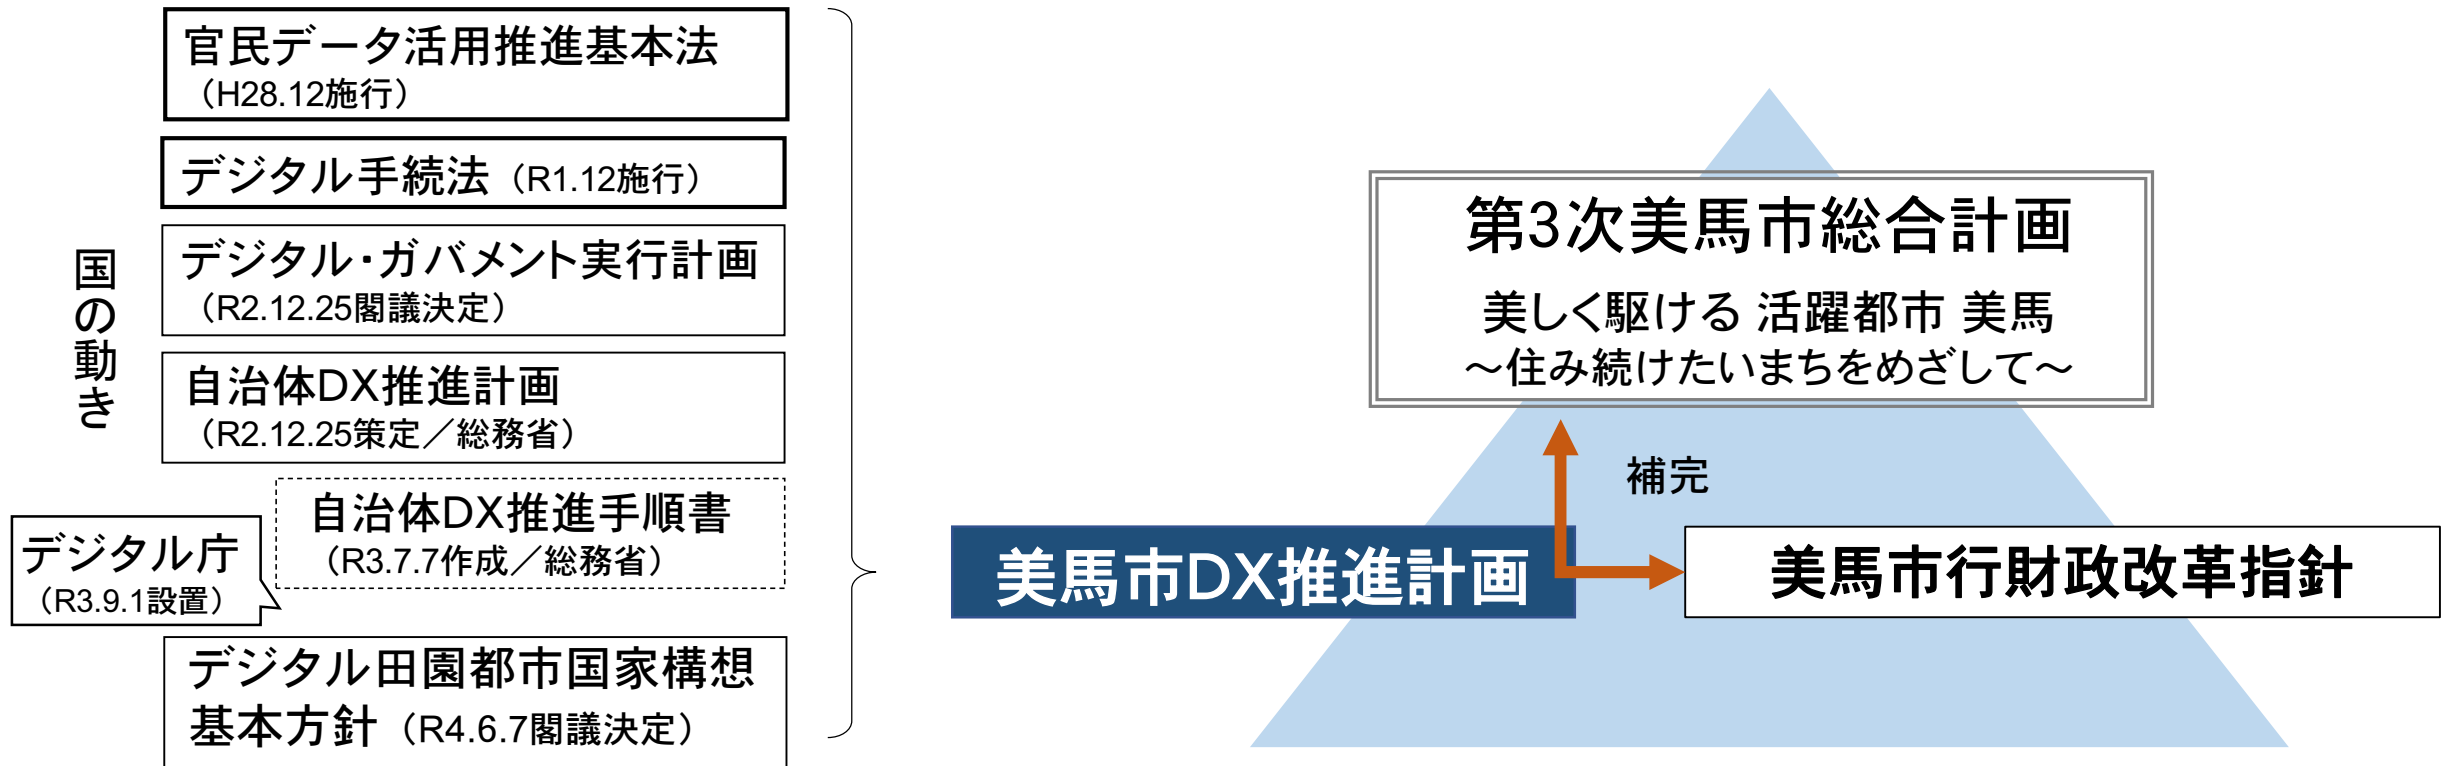 官民データ活用推進基本法
（H28.12施行）
デジタル手続法（R1.12施行）
デジタル・ガバメント実行計画
（R2.12.25閣議決定）
自治体DX推進計画
（R2.12.25策定／総務省）
自治体DX推進手順書
（R3.7.7作成／総務省）
デジタル庁
（R3.9.1設置）
デジタル田園都市国家構想
基本方針（R4.6.7閣議決定）
国の動き
第3次美馬市総合計画
美しく駆ける 活躍都市 美馬
～住み続けたいまちをめざして～
補完
美馬市DX推進計画
美馬市行財政改革指針